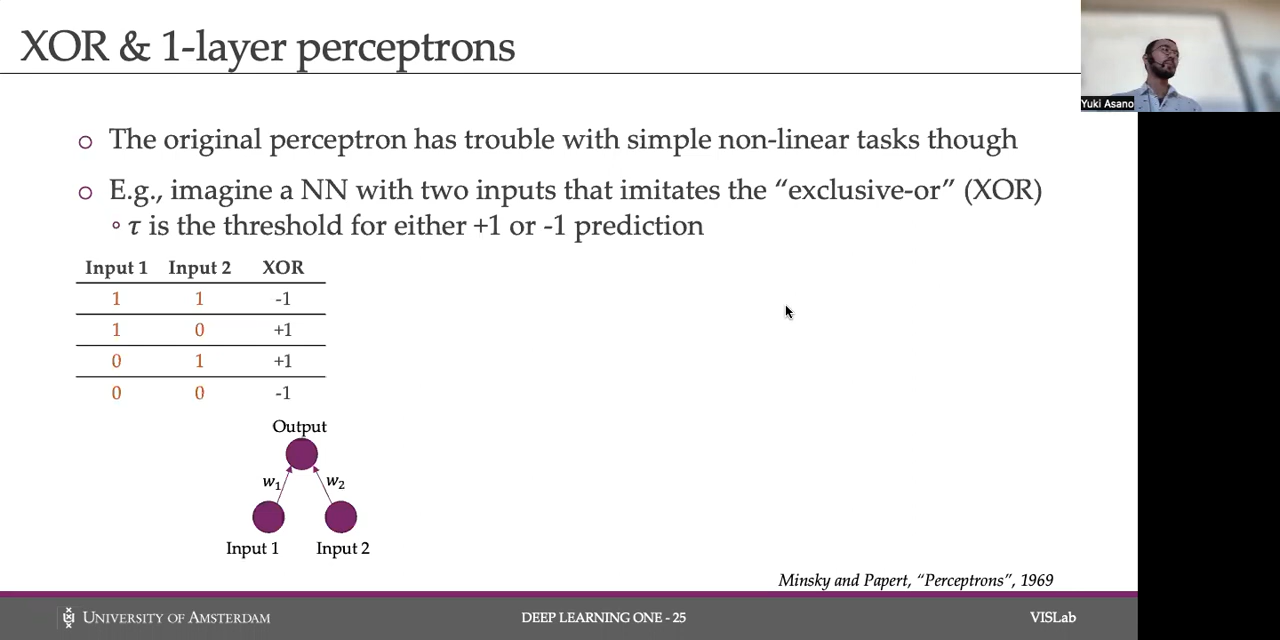 XOR & 1-layer perceptrons
Yuki Asano
The original perceptron has trouble with simple non-linear tasks though
E.g., imagine a NN with two inputs that imitates the “exclusive-or” (XOR)
τ is the threshold for either +1 or -1 prediction
Input 1 Input 2 XOR
1 1 -1
1 0 +1
0 1 +1
0 0 -1
Output
w₁ w₂
Input 1 Input 2
Minsky and Papert, “Perceptrons”, 1969
UNIVERSITY OF AMSTERDAM DEEP LEARNING ONE - 25 VISLab